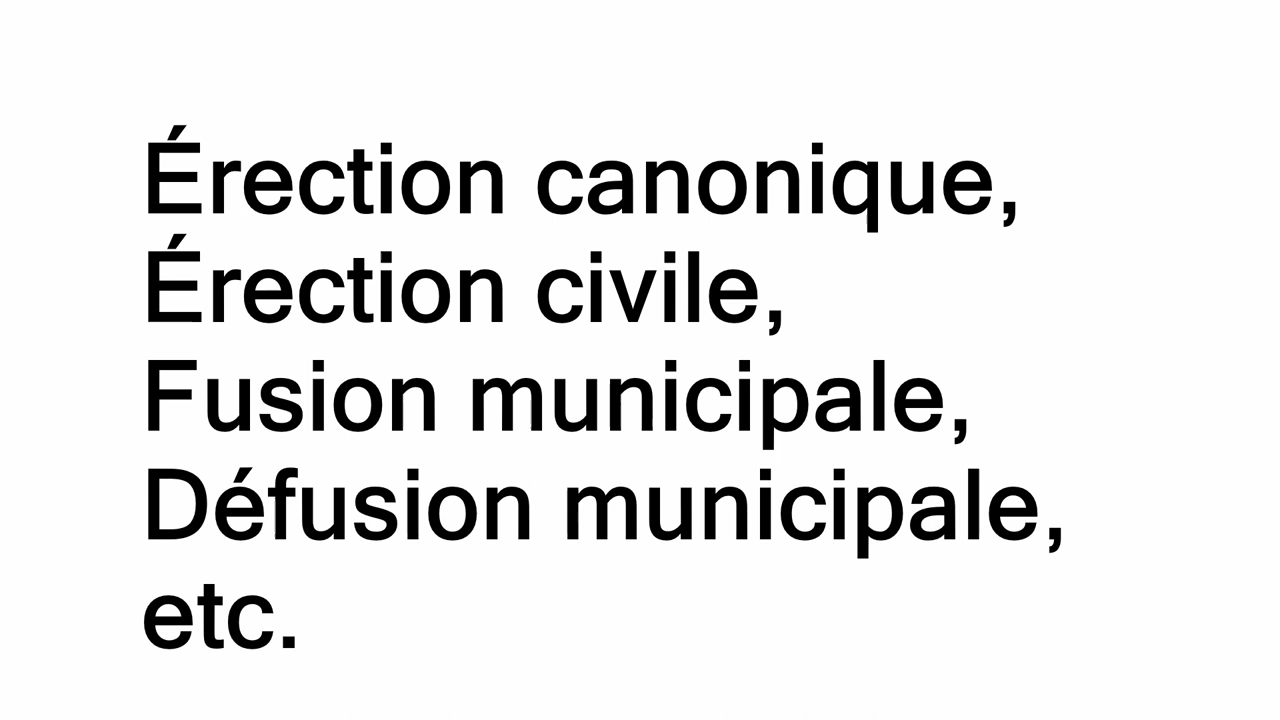 Érection canonique,
Érection civile,
Fusion municipale,
Défusion municipale,
etc.